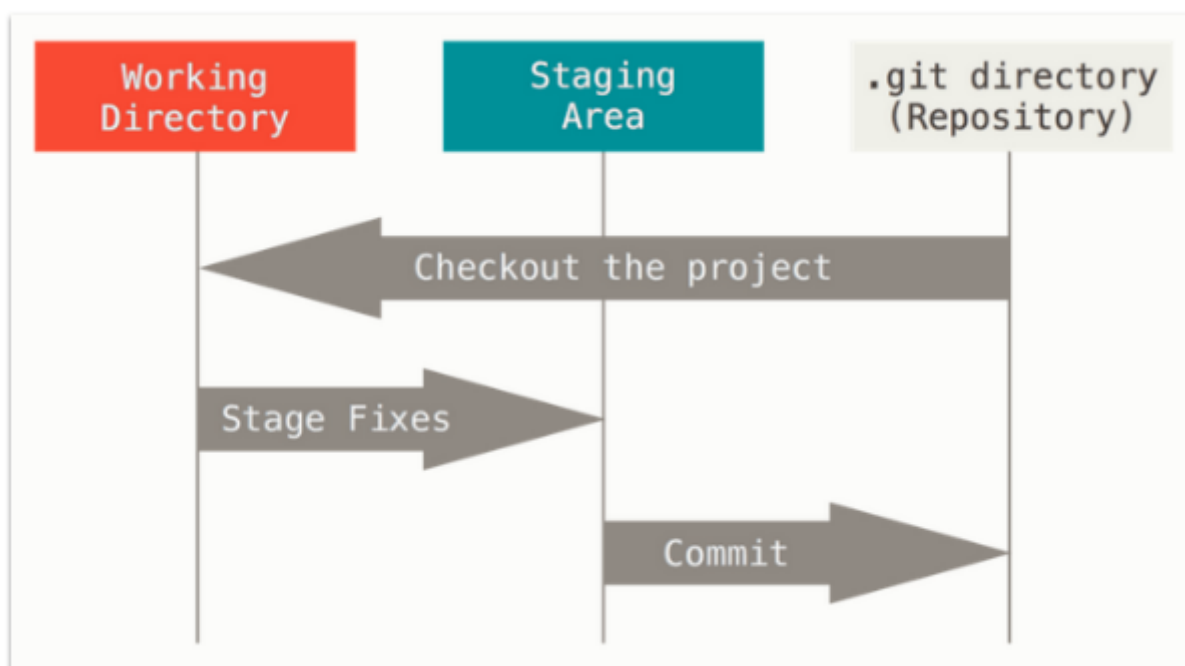 Working
Directory
Staging
Area
.git directory
(Repository)
Checkout the project
Stage Fixes
Commit